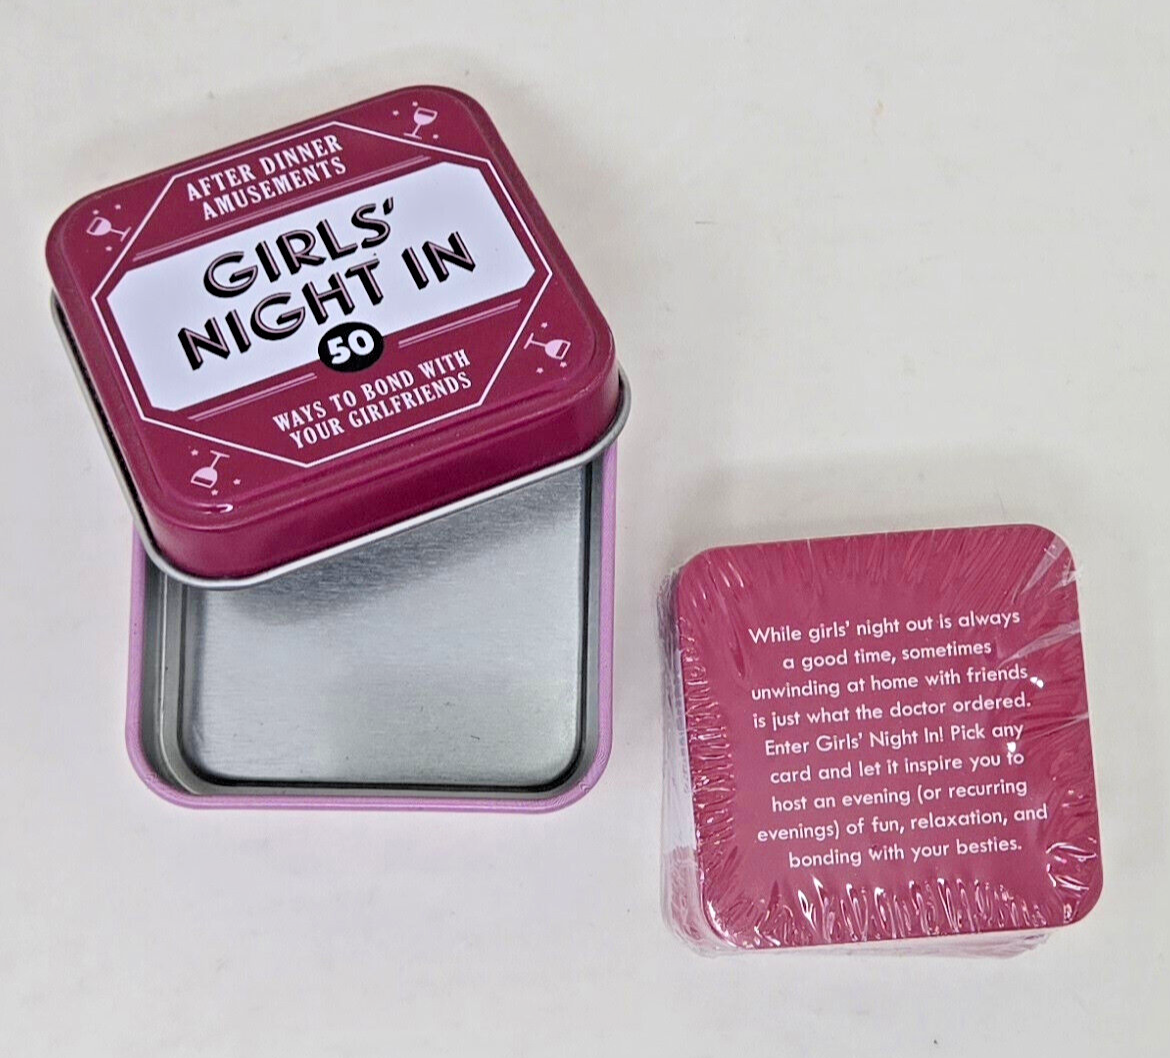 AFTER DINNER
AMUSEMENTS
GIRLS'
NIGHT IN
50
WAYS TO BOND WITH
YOUR GIRLFRIENDS
While girls' night out is always
a good time, sometimes
unwinding at home with friends
is just what the doctor ordered.
Enter Girls' Night In! Pick any
card and let it inspire you to
host an evening (or recurring
evenings) of fun, relaxation, and
bonding with your besties.